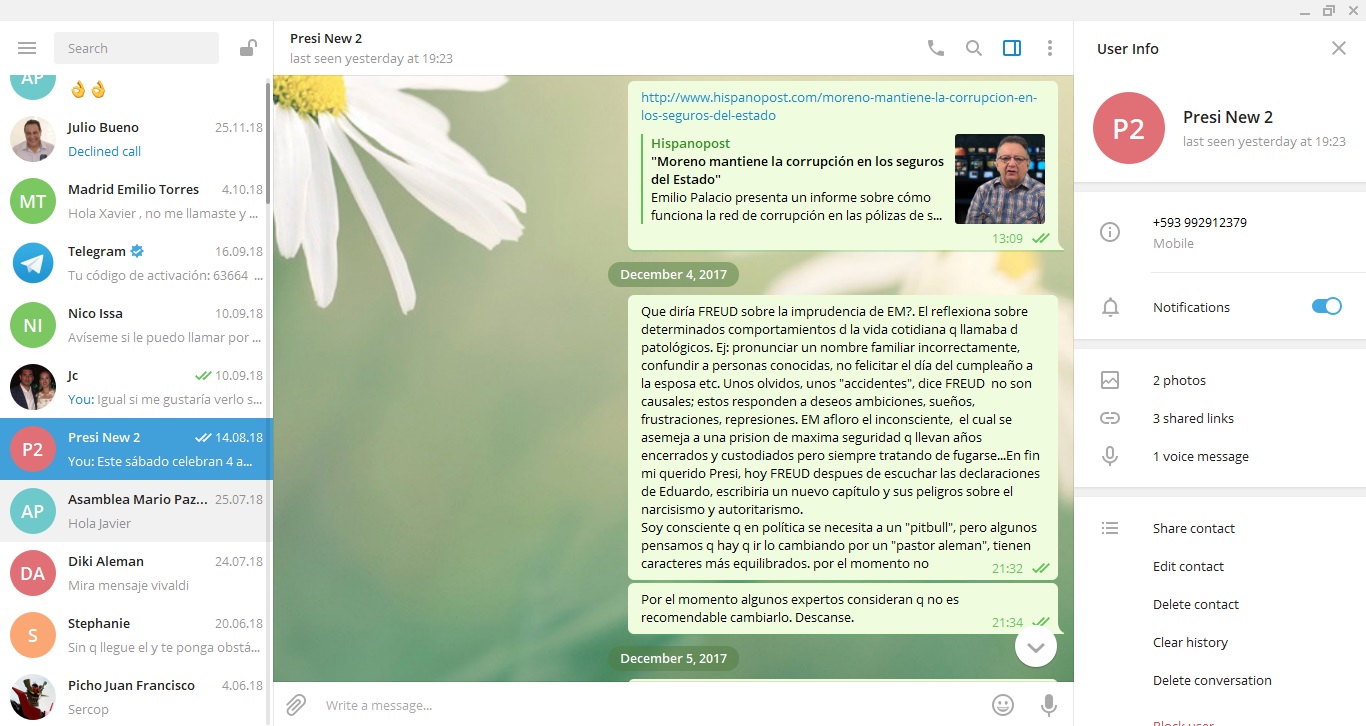 Search
AP
👌👌
Julio Bueno 25.11.18
Declined call
MT
Madrid Emilio Torres 4.10.18
Hola Xavier , no me llamaste y ...
Telegram 16.09.18
Tu código de activación: 63664 ...
NI
Nico Issa 10.09.18
Avíseme si le puedo llamar por ...
Jc 10.09.18
You: Igual si me gustaría verlo s...
P2
Presi New 2 14.08.18
You: Este sábado celebran 4 a...
AP
Asamblea Mario Paz... 25.07.18
Hola Javier
DA
Diki Aleman 24.07.18
Mira mensaje vivaldi
S
Stephanie 20.06.18
Sin q llegue el y te ponga obstá...
Picho Juan Francisco 4.06.18
Sercop
Presi New 2
last seen yesterday at 19:23
http://www.hispanopost.com/moreno-mantiene-la-corrupcion-en-
los-seguros-del-estado
Hispanopost
"Moreno mantiene la corrupción en los seguros
del Estado"
Emilio Palacio presenta un informe sobre cómo
funciona la red de corrupción en las pólizas de s...
13:09
December 4, 2017
Que diría FREUD sobre la imprudencia de EM?. El reflexiona sobre
determinados comportamientos d la vida cotidiana q llamaba d
patológicos. Ej: pronunciar un nombre familiar incorrectamente,
confundir a personas conocidas, no felicitar el día del cumpleaño a
la esposa etc. Unos olvidos, unos "accidentes", dice FREUD  no son
causales; estos responden a deseos ambiciones, sueños,
frustraciones, represiones. EM afloro el inconsciente,  el cual se
asemeja a una prision de maxima seguridad q llevan años
encerrados y custodiados pero siempre tratando de fugarse...En fin
mi querido Presi, hoy FREUD despues de escuchar las declaraciones
de Eduardo, escribiria un nuevo capítulo y sus peligros sobre el
narcisismo y autoritarismo.
Soy consciente q en política se necesita a un "pitbull", pero algunos
pensamos q hay q ir lo cambiando por un "pastor aleman", tienen
caracteres más equilibrados. por el momento no
21:32
Por el momento algunos expertos consideran q no es
recomendable cambiarlo. Descanse.
21:34
December 5, 2017
Write a message...
User Info
P2
Presi New 2
last seen yesterday at 19:23
+593 992912379
Mobile
Notifications
2 photos
3 shared links
1 voice message
Share contact
Edit contact
Delete contact
Clear history
Delete conversation
Block user